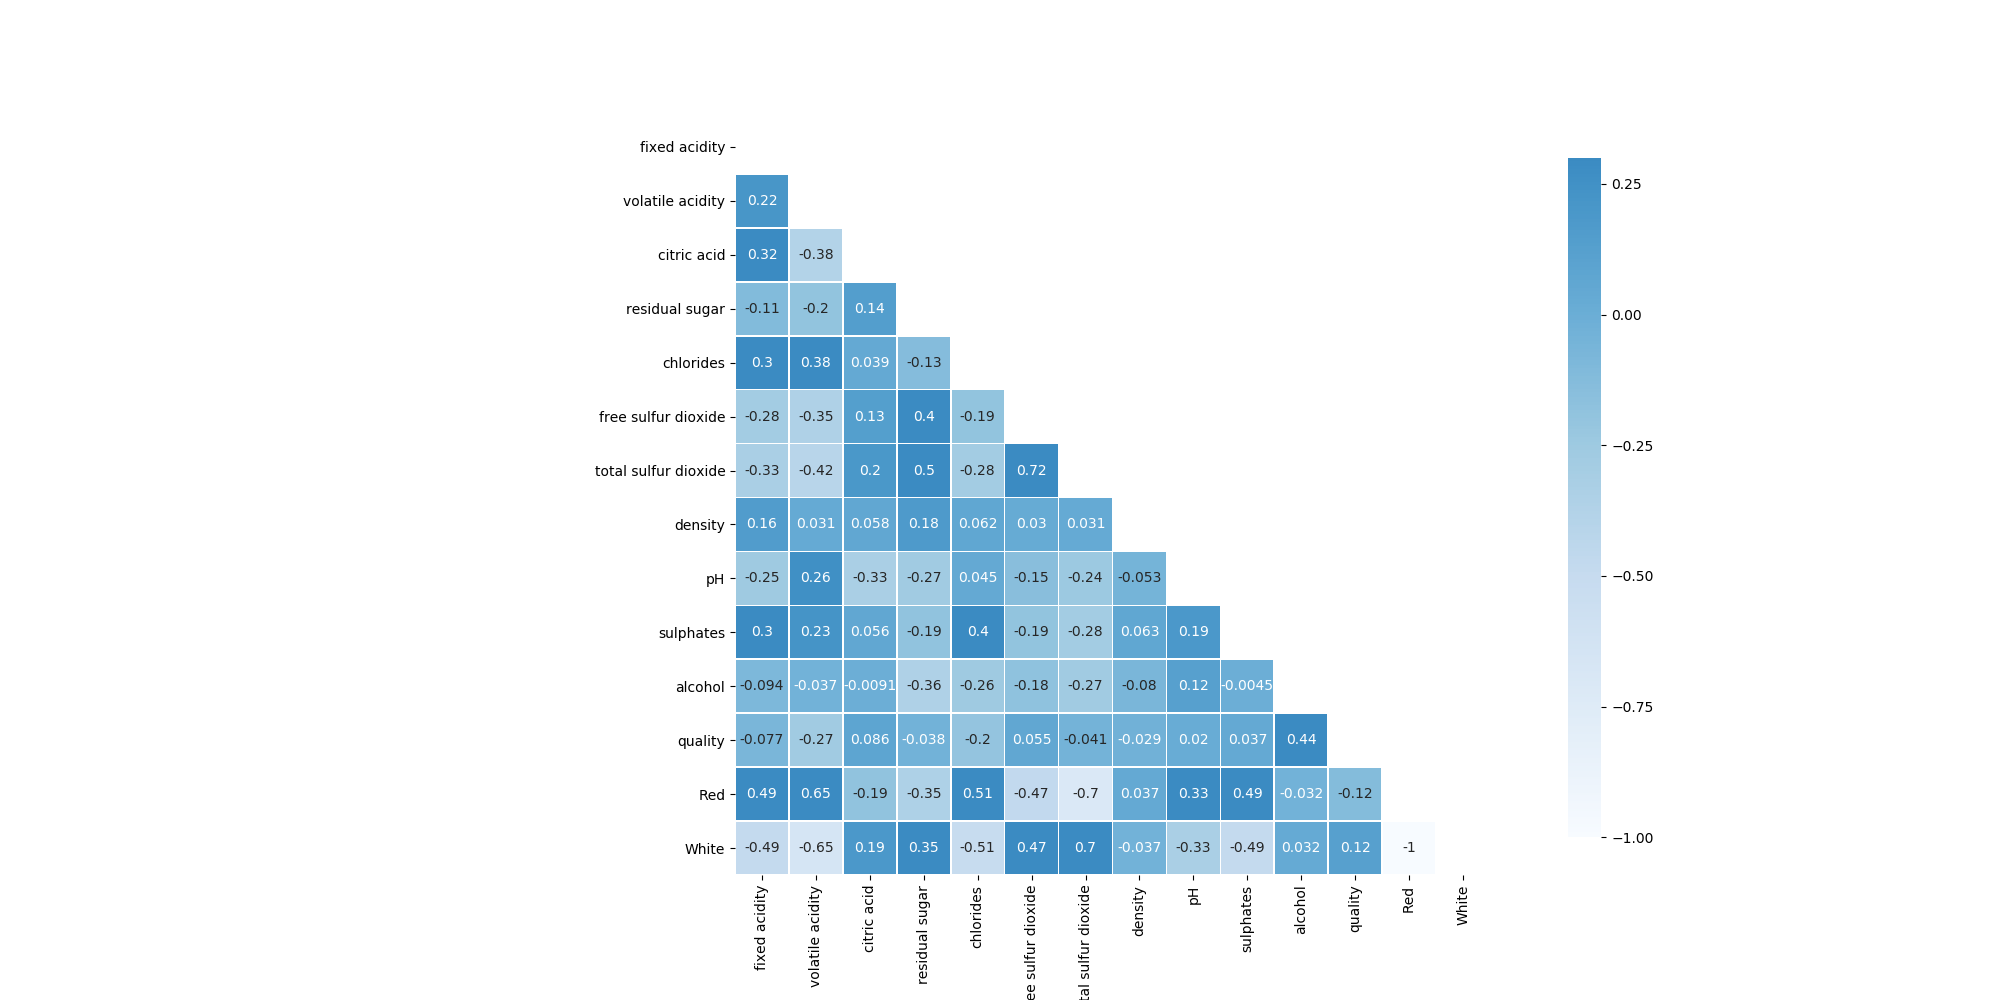 fixed acidity
volatile acidity 0.22
citric acid 0.32 -0.38
residual sugar -0.11 -0.2 0.14
chlorides 0.3 0.38 0.039 -0.13
free sulfur dioxide -0.28 -0.35 0.13 0.4 -0.19
total sulfur dioxide -0.33 -0.42 0.2 0.5 -0.28 0.72
density 0.16 0.031 0.058 0.18 0.062 0.03 0.031
pH -0.25 0.26 -0.33 -0.27 0.045 -0.15 -0.24 -0.053
sulphates 0.3 0.23 0.056 -0.19 0.4 -0.19 -0.28 0.063 0.19
alcohol -0.094 -0.037 -0.0091 -0.36 -0.26 -0.18 -0.27 -0.08 0.12 -0.0045
quality -0.077 -0.27 0.086 -0.038 -0.2 0.055 -0.041 -0.029 0.02 0.037 0.44
Red 0.49 0.65 -0.19 -0.35 0.51 -0.47 -0.7 0.037 0.33 0.49 -0.032 -0.12
White -0.49 -0.65 0.19 0.35 -0.51 0.47 0.7 -0.037 -0.33 -0.49 0.032 0.12 -1
fixed acidity
volatile acidity
citric acid
residual sugar
chlorides
ee sulfur dioxide
tal sulfur dioxide
density
pH
sulphates
alcohol
quality
Red
White
0.25
0.00
−0.25
−0.50
−0.75
−1.00